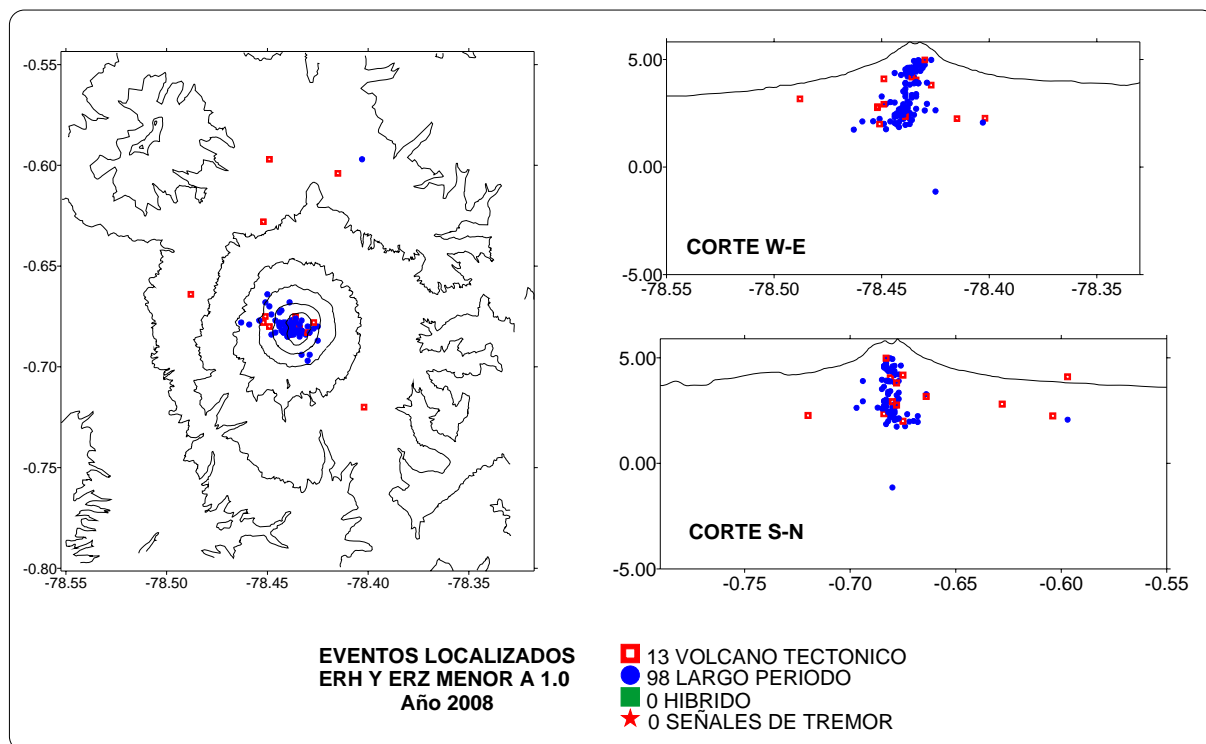 -0.55
-0.60
-0.65
-0.70
-0.75
-0.80
-78.55 -78.50 -78.45 -78.40 -78.35
5.00
0.00
-5.00
CORTE W-E
-78.55 -78.50 -78.45 -78.40 -78.35
5.00
0.00
-5.00
CORTE S-N
-0.75 -0.70 -0.65 -0.60 -0.55
EVENTOS LOCALIZADOS
ERH Y ERZ MENOR A 1.0
Año 2008
13 VOLCANO TECTONICO
98 LARGO PERIODO
0 HIBRIDO
0 SEÑALES DE TREMOR